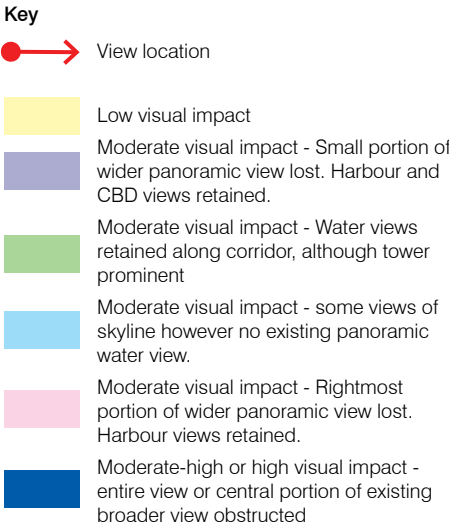 Key
View location
Low visual impact
Moderate visual impact - Small portion of
wider panoramic view lost. Harbour and
CBD views retained.
Moderate visual impact - Water views
retained along corridor, although tower
prominent
Moderate visual impact - some views of
skyline however no existing panoramic
water view.
Moderate visual impact - Rightmost
portion of wider panoramic view lost.
Harbour views retained.
Moderate-high or high visual impact -
entire view or central portion of existing
broader view obstructed